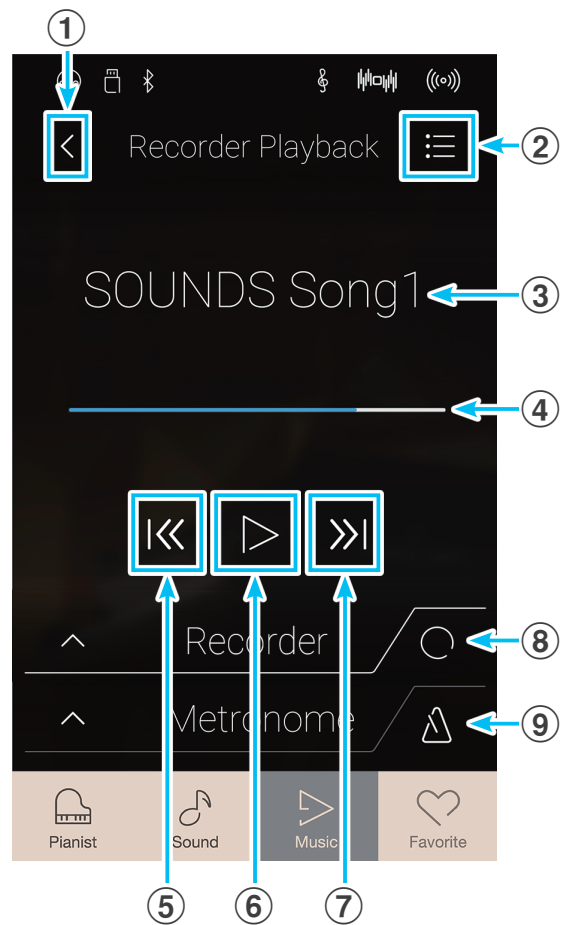 ①
Recorder Playback
②
SOUNDS Song1
③
④
Recorder
⑧
Metronome
⑨
Pianist
Sound
Music
Favorite
⑤
⑥
⑦